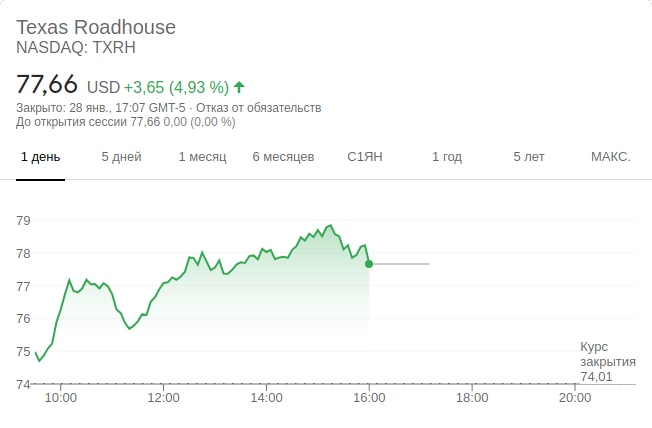 Texas Roadhouse
NASDAQ: TXRH
77,66 USD +3,65 (4,93 %)
Закрыто: 28 янв., 17:07 GMT-5 · Отказ от обязательств
До открытия сессии 77,66 0,00 (0,00 %)
1 день 5 дней 1 месяц 6 месяцев С1ЯН 1 год 5 лет МАКС.
79
78
77
76
75
Курс
закрытия
74,01
74
10:00 12:00 14:00 16:00 18:00 20:00